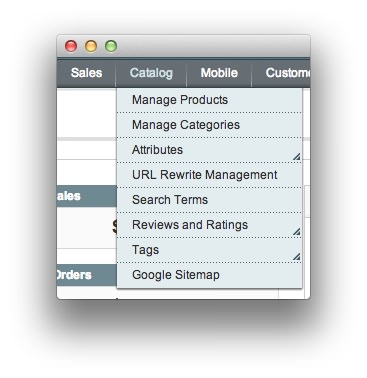 Sales Catalog Mobile Custome
Manage Products
Manage Categories
Attributes
URL Rewrite Management
ales
Search Terms
$
Reviews and Ratings
Tags
Orders
Google Sitemap